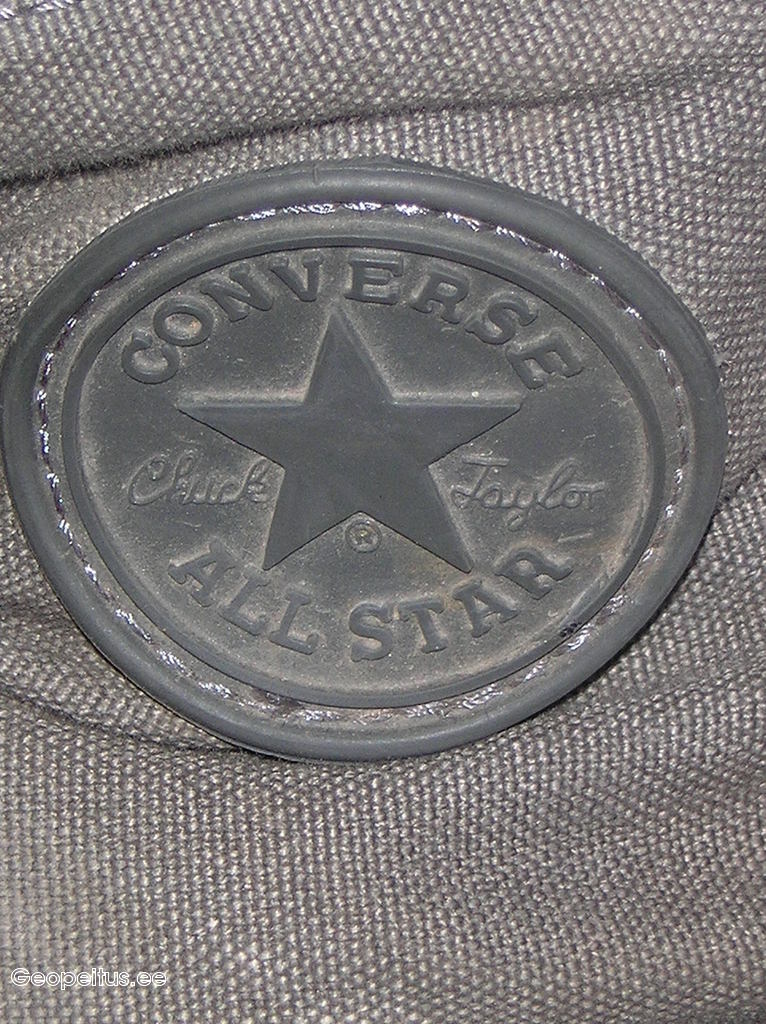 CONVERSE
Chuck Taylor
®
ALL STAR
Geopeitus.ee